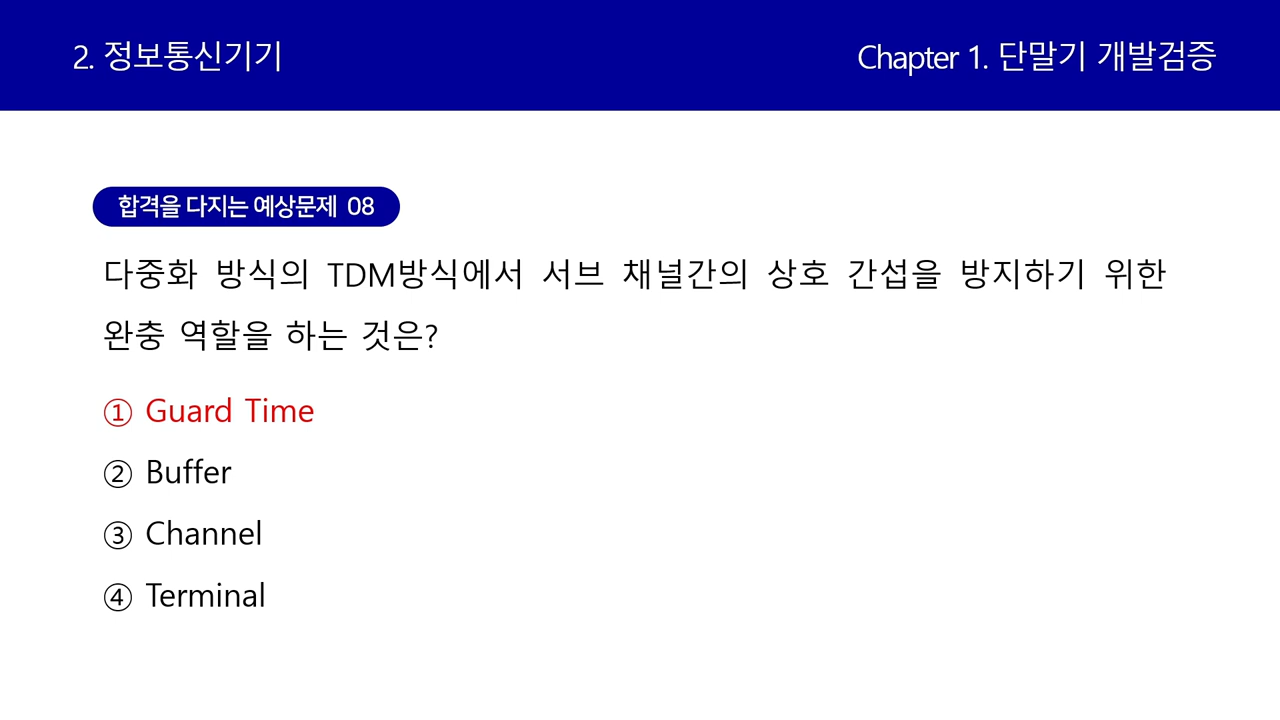 2. 정보통신기기
Chapter 1. 단말기 개발검증
합격을 다지는 예상문제 08
다중화 방식의 TDM방식에서 서브 채널간의 상호 간섭을 방지하기 위한
완충 역할을 하는 것은?
① Guard Time
② Buffer
③ Channel
④ Terminal